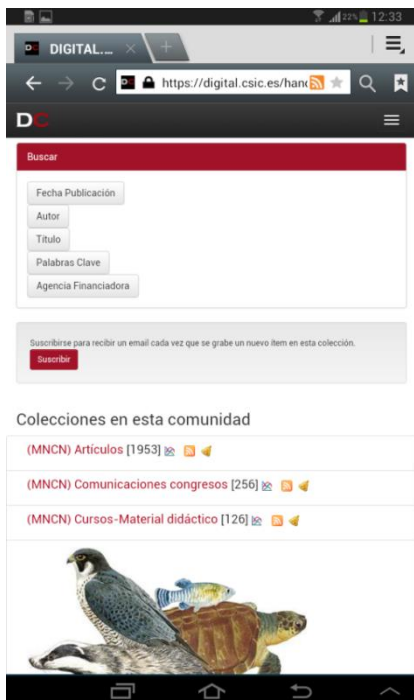 22% 12:33
DC DIGITAL.... ×
https://digital.csic.es/hand
DC
Buscar
Fecha Publicación
Autor
Título
Palabras Clave
Agencia Financiadora
Suscribirse para recibir un email cada vez que se grabe un nuevo ítem en esta colección.
Suscribir
Colecciones en esta comunidad
(MNCN) Artículos [1953]
(MNCN) Comunicaciones congresos [256]
(MNCN) Cursos-Material didáctico [126]